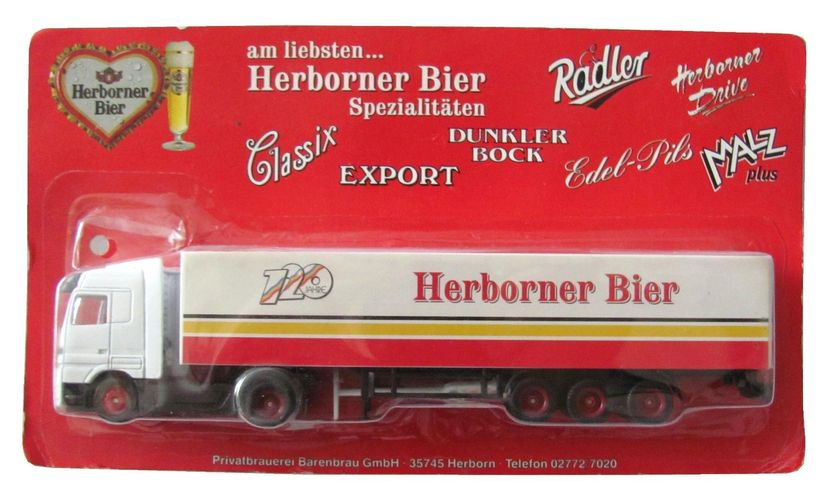 Herborner
Bier
am liebsten...
Herborner Bier
Spezialitäten
Radler
Herborner
Drive
Classix
EXPORT
DUNKLER
BOCK
Edel-Pils
MALZ
plus
120
JAHRE
Herborner Bier
Privatbrauerei Bärenbräu GmbH · 35745 Herborn · Telefon 02772 7020